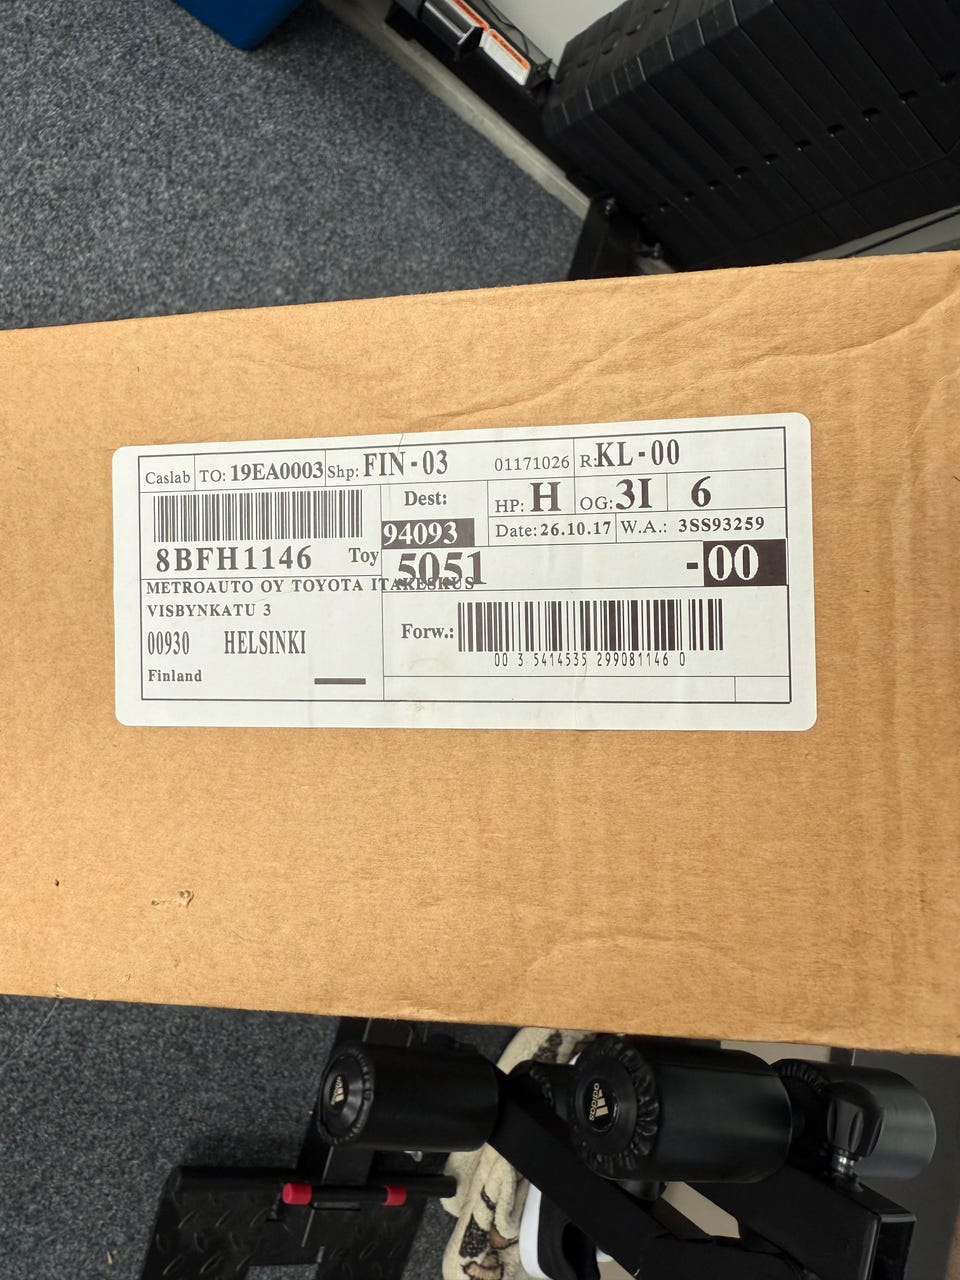 Caslab TO: 19EA0003 Shp: FIN-03 01171026 R: KL-00
Dest: HP: H OG: 3I 6
94093 Date: 26.10.17 W.A.: 3SS93259
8BFH1146 Toy 5051 -00
METROAUTO OY TOYOTA ITAKESKUS
VISBYNKATU 3
00930 HELSINKI
Forw.:
00 3 5414535 299081146 0
Finland
adidas
adidas